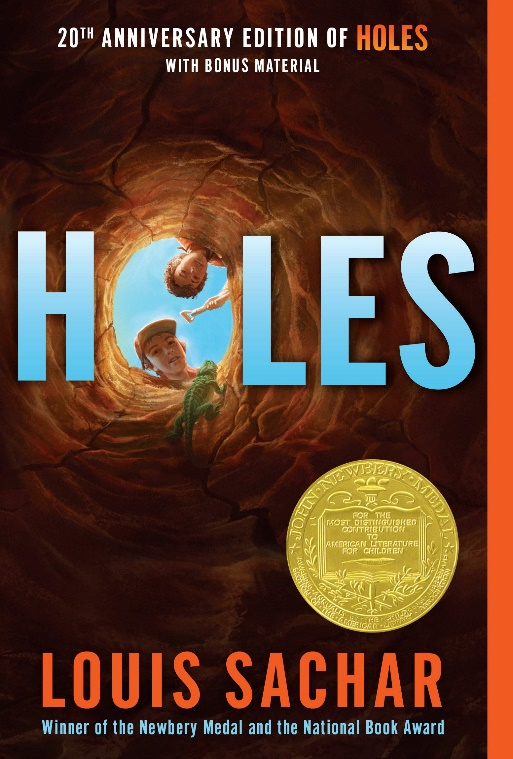 20TH ANNIVERSARY EDITION OF HOLES
WITH BONUS MATERIAL
HOLES
JOHN NEWBERY MEDAL
FOR THE
MOST DISTINGUISHED
CONTRIBUTION
TO
AMERICAN LITERATURE
FOR CHILDREN
LOUIS SACHAR
Winner of the Newbery Medal and the National Book Award